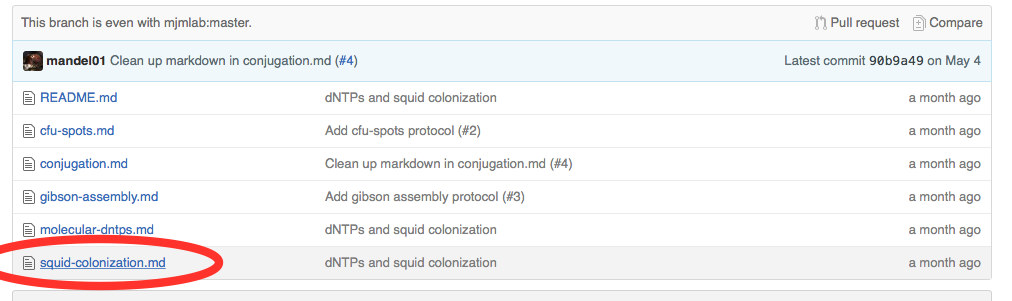 This branch is even with mjmlab:master. Pull request Compare
mandel01 Clean up markdown in conjugation.md (#4) Latest commit 90b9a49 on May 4
README.md dNTPs and squid colonization a month ago
cfu-spots.md Add cfu-spots protocol (#2) a month ago
conjugation.md Clean up markdown in conjugation.md (#4) a month ago
gibson-assembly.md Add gibson assembly protocol (#3) a month ago
molecular-dntps.md dNTPs and squid colonization a month ago
squid-colonization.md dNTPs and squid colonization a month ago